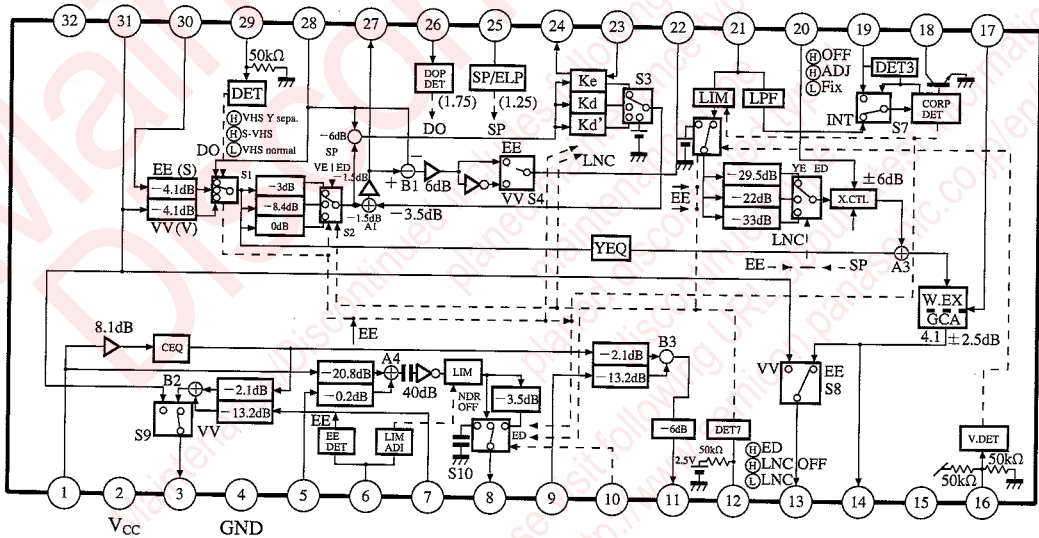 32 31 30 29 28 27 26 25 24 23 22 21 20 19 18 17
50kΩ
DET
(H) VHS Y sepa.
(H) S-VHS
(L) VHS normal
DO
DOP DET
(1.75)
DO
SP/ELP
(1.25)
SP
Ke
Kd
Kd'
S3
LIM
LPF
(H) OFF
(H) ADJ
(L) Fix
DET3
INT
S7
CORP DET
EE (S)
−4.1dB
−4.1dB
VV (V)
S1
−3dB
−8.4dB
0dB
−6dB
SP
VE | ED
−1.5dB
S2
−1.5dB
A1
−
+
B1
6dB
EE
VV S4
−3.5dB
LNC
EE
EE
−29.5dB
−22dB
−33dB
YE ED
LNC
X.CTL
±6dB
EE
SP
A3
YEQ
W.EX GCA
4.1 ±2.5dB
EE
8.1dB
CEQ
B2
−2.1dB
−13.2dB
S9
VV
−20.8dB
−0.2dB
A4
40dB
LIM
NDR OFF
−3.5dB
EE
EE DET
LIM ADI
ED
S10
−2.1dB
−13.2dB
B3
−6dB
DET7
50kΩ
2.5V
(H) ED
(H) LNC OFF
(L) LNC
VV
EE
S8
V.DET
50kΩ
50kΩ
1 2 3 4 5 6 7 8 9 10 11 12 13 14 15 16
VCC
GND